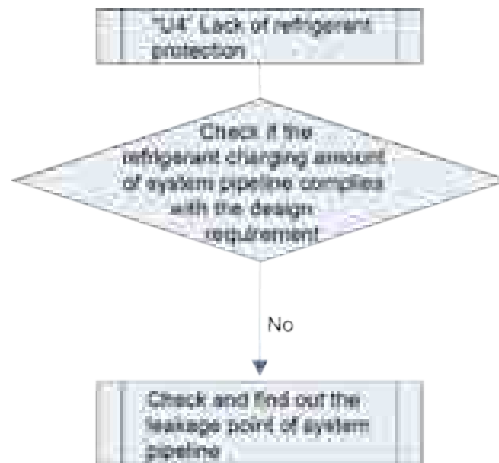 "U4" Lack of refrigerant
protection
Check if the
refrigerant charging amount
of system pipeline complies
with the design
requirement
No
Check and find out the
leakage point of system
pipeline